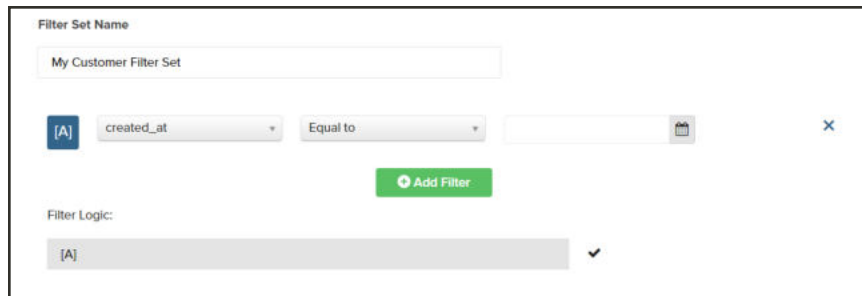 Filter Set Name
My Customer Filter Set
[A] created_at Equal to
Add Filter
Filter Logic:
[A]